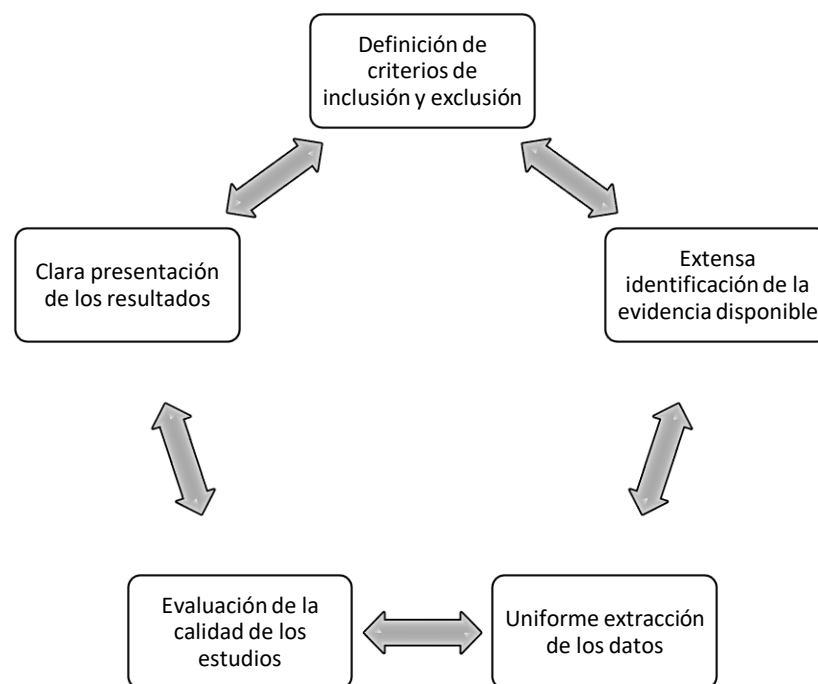 Definición de
criterios de
inclusión y exclusión
Extensa
identificación de la
evidencia disponible
Uniforme extracción
de los datos
Evaluación de la
calidad de los
estudios
Clara presentación
de los resultados